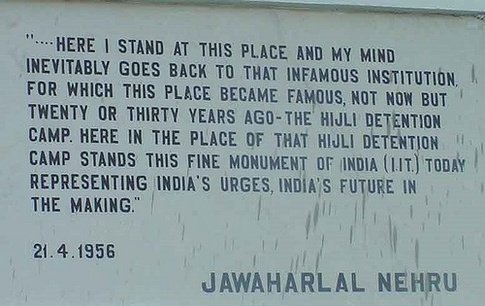 "....HERE I STAND AT THIS PLACE AND MY MIND
INEVITABLY GOES BACK TO THAT INFAMOUS INSTITUTION,
FOR WHICH THIS PLACE BECAME FAMOUS, NOT NOW BUT
TWENTY OR THIRTY YEARS AGO-THE HIJLI DETENTION
CAMP. HERE IN THE PLACE OF THAT HIJLI DETENTION
CAMP STANDS THIS FINE MONUMENT OF INDIA (I.I.T.) TODAY
REPRESENTING INDIA'S URGES, INDIA'S FUTURE IN
THE MAKING."
21.4.1956
JAWAHARLAL NEHRU